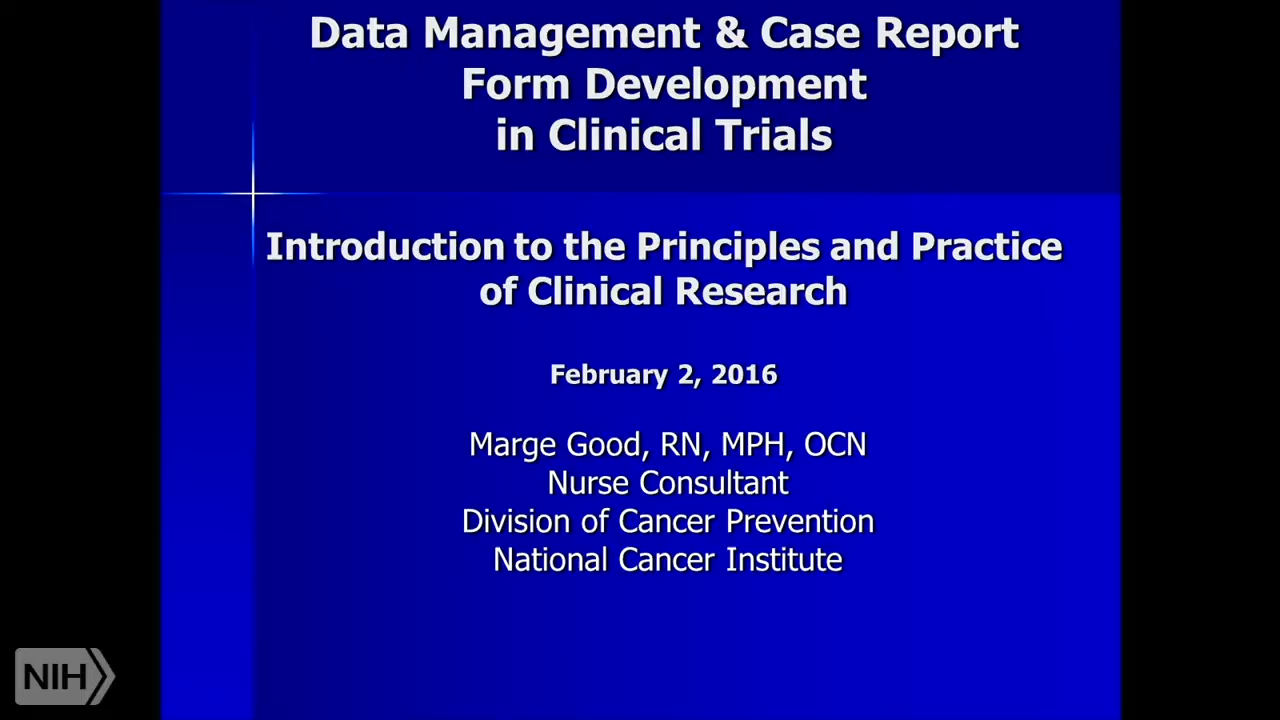 Data Management & Case Report
Form Development
in Clinical Trials
Introduction to the Principles and Practice
of Clinical Research
February 2, 2016
Marge Good, RN, MPH, OCN
Nurse Consultant
Division of Cancer Prevention
National Cancer Institute
NIH